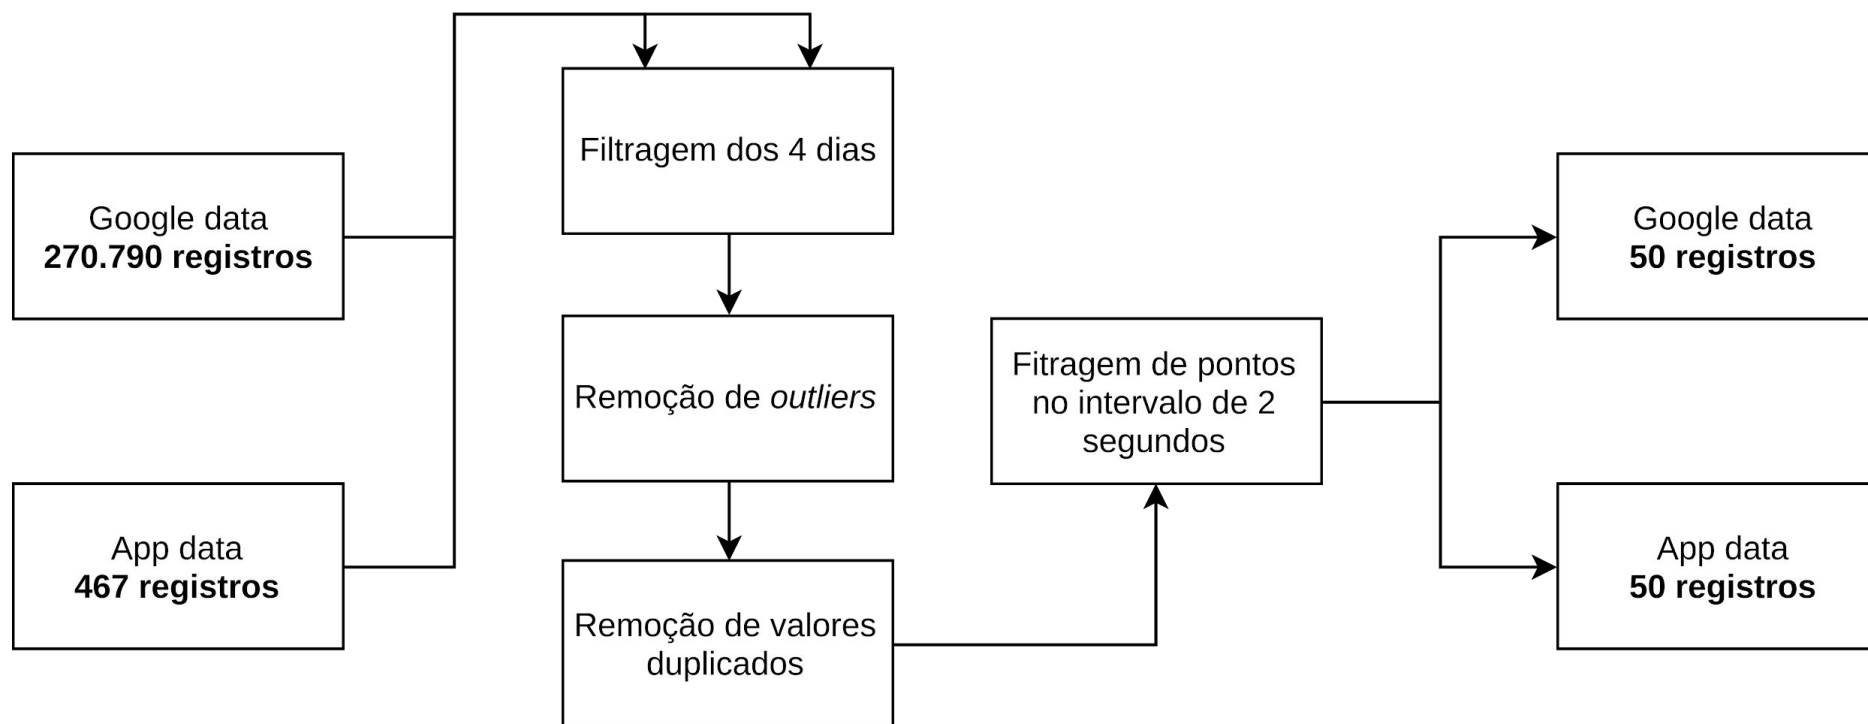 Google data
270.790 registros
App data
467 registros
Filtragem dos 4 dias
Remoção de outliers
Remoção de valores
duplicados
Fitragem de pontos
no intervalo de 2
segundos
Google data
50 registros
App data
50 registros